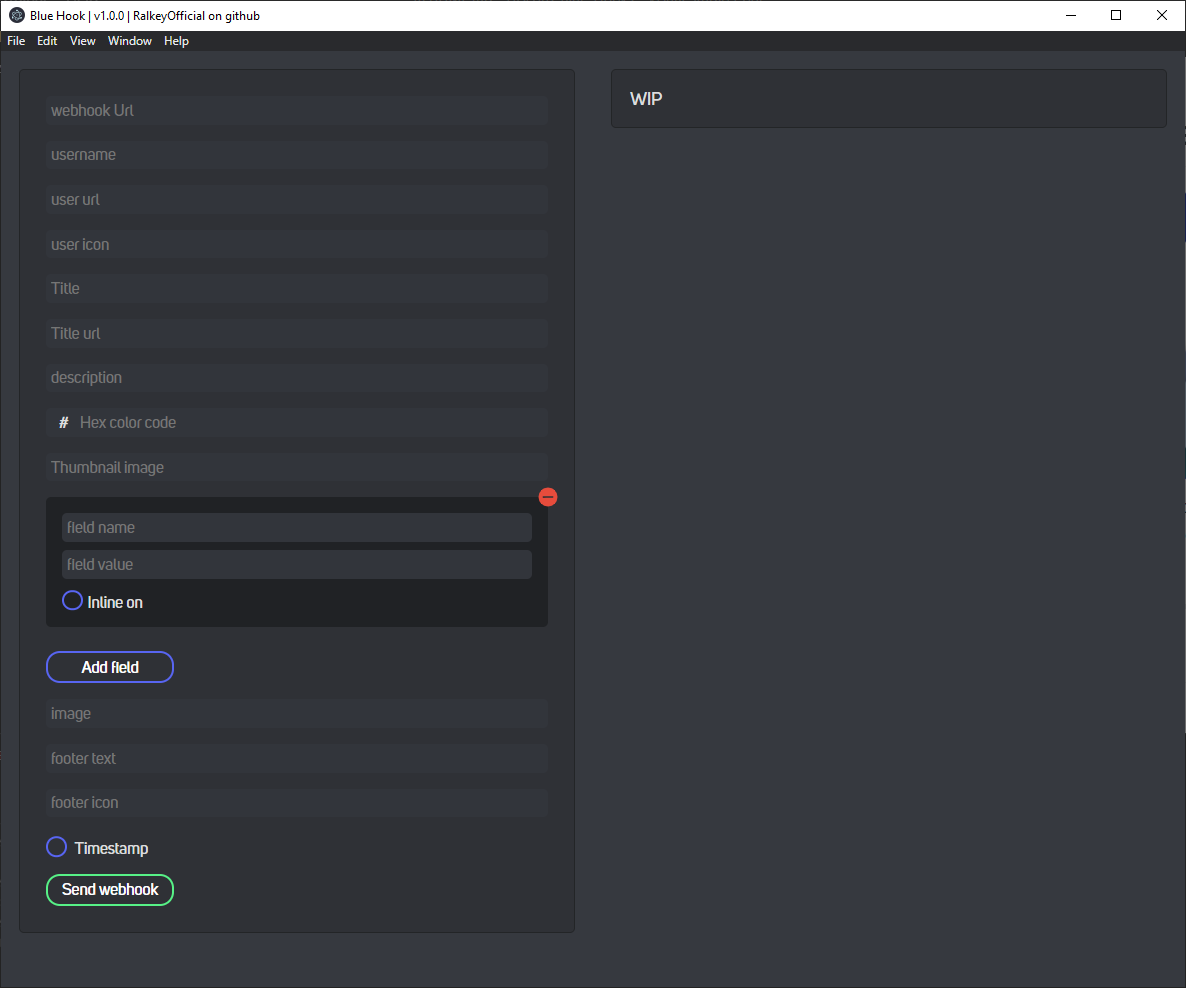 Blue Hook | v1.0.0 | RalkeyOfficial on github
File Edit View Window Help
webhook Url
username
user url
user icon
Title
Title url
description
# Hex color code
Thumbnail image
field name
field value
Inline on
Add field
image
footer text
footer icon
Timestamp
Send webhook
WIP